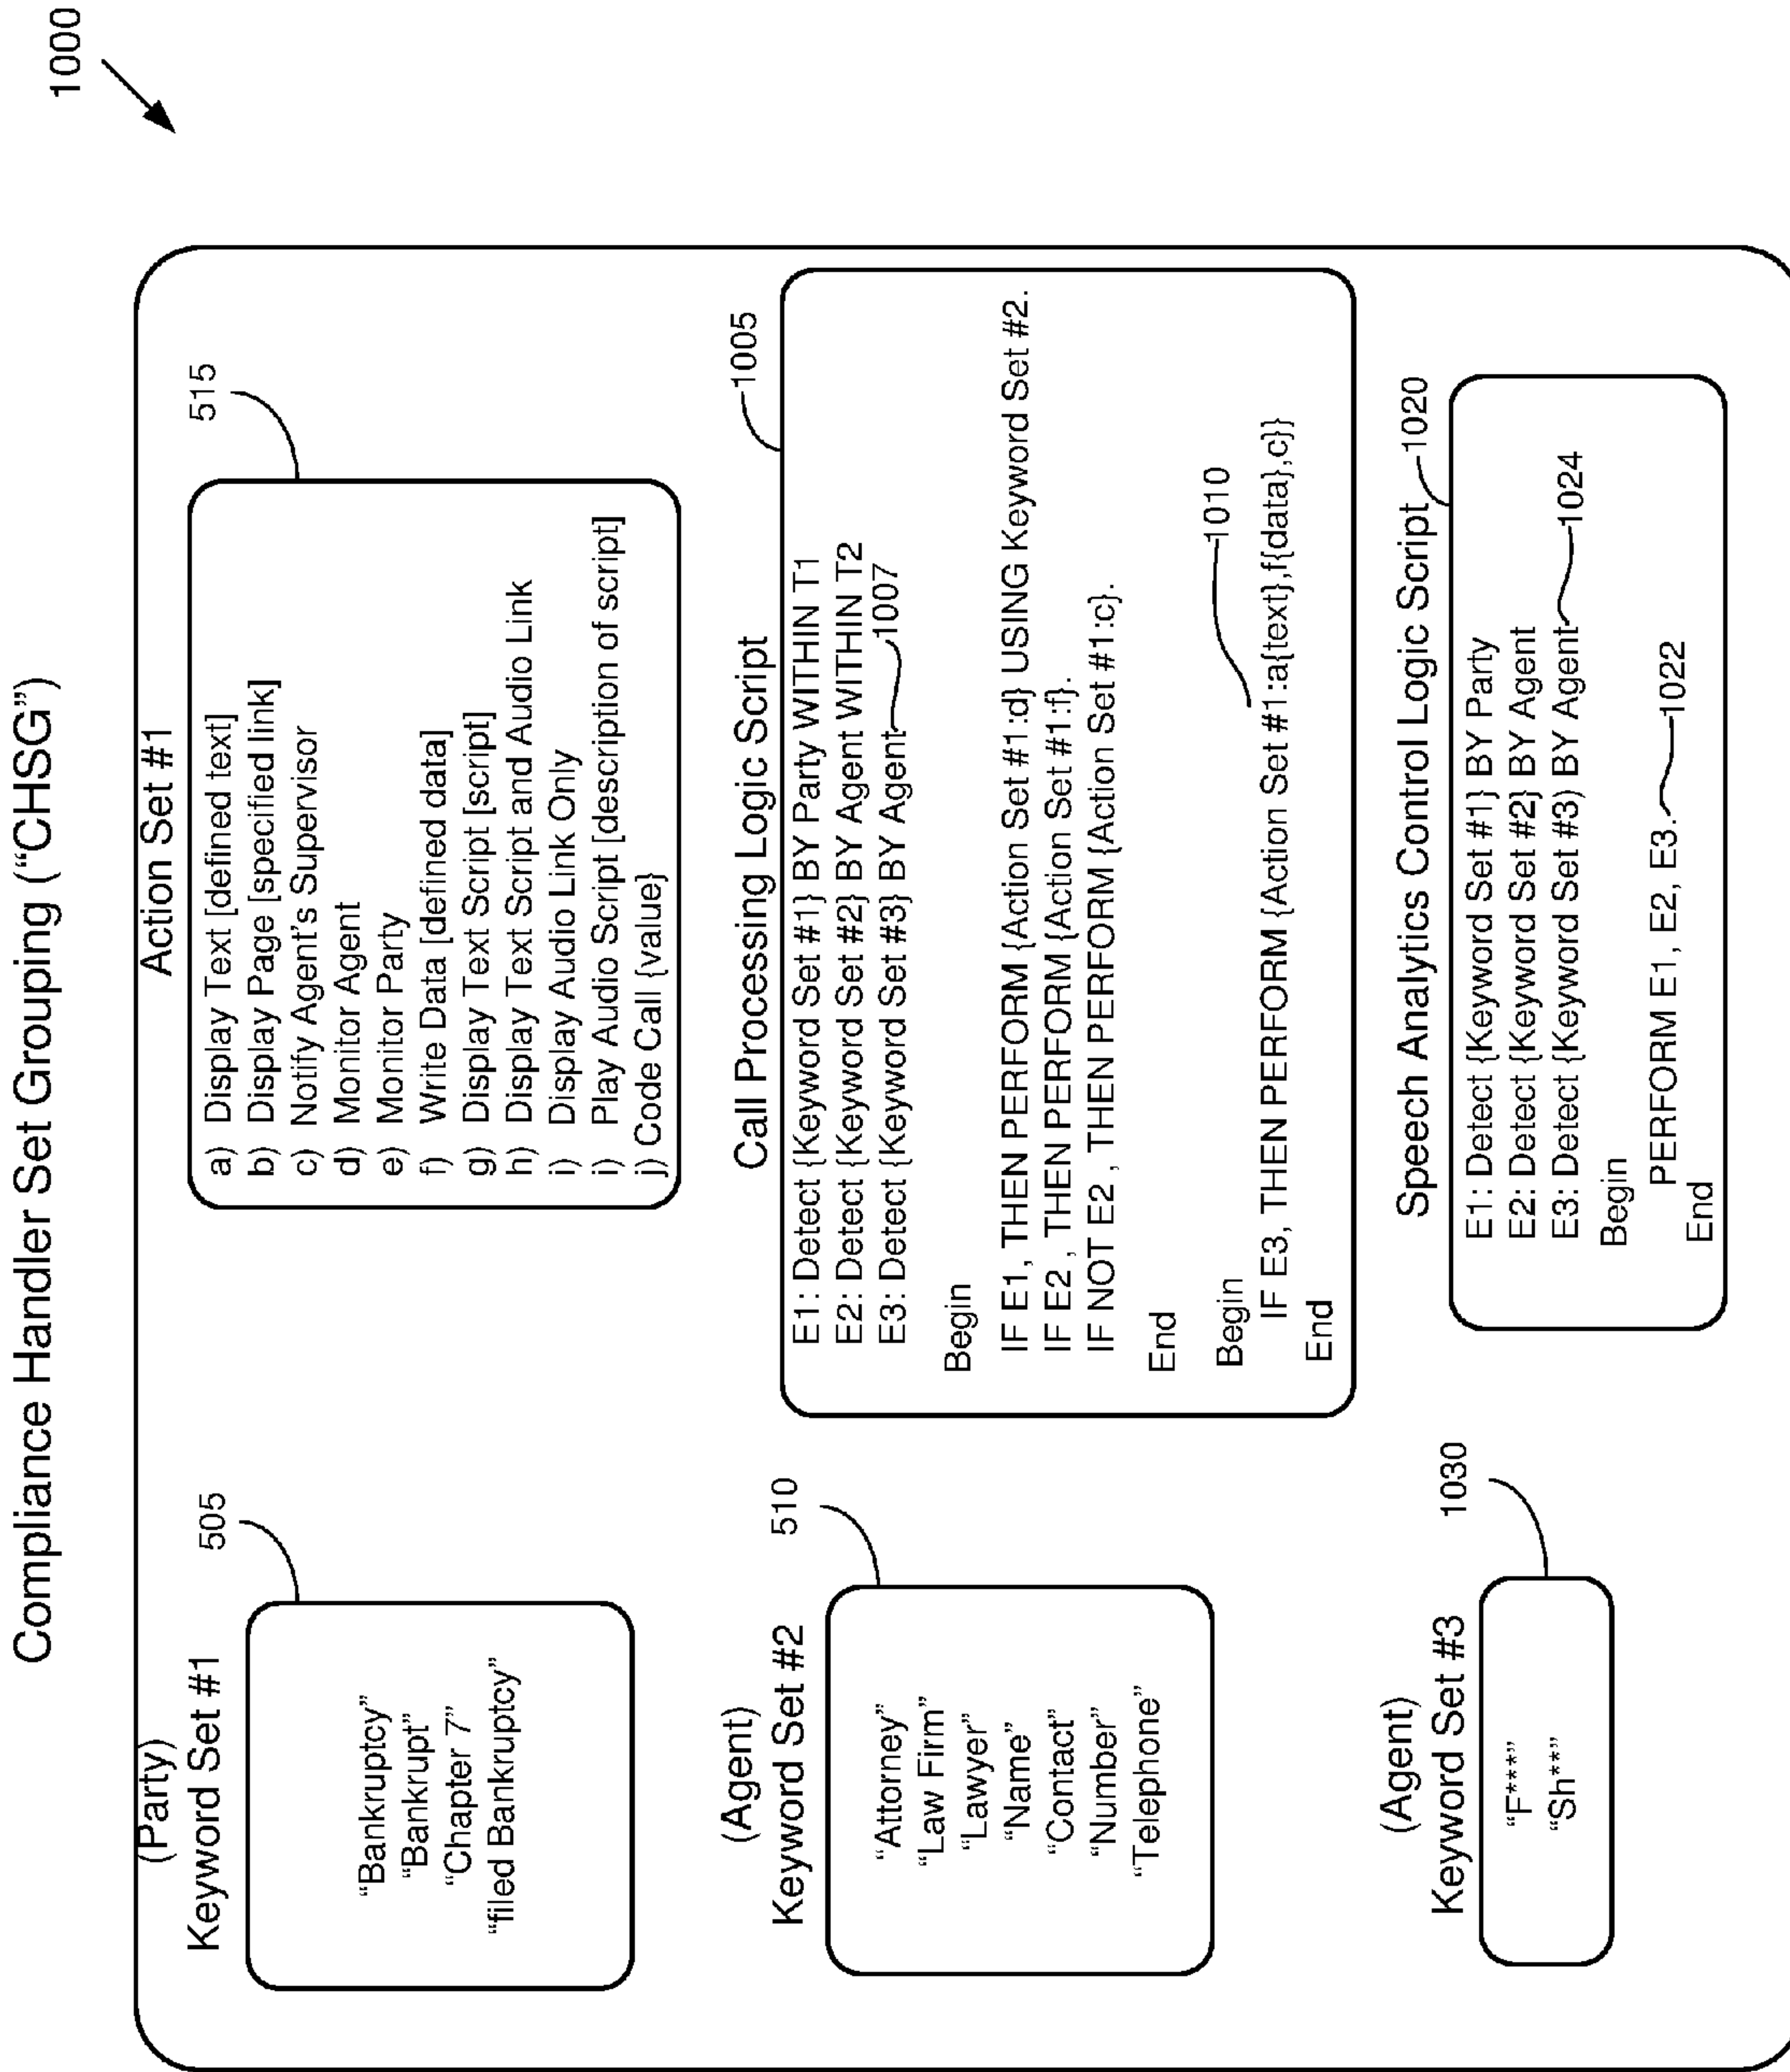 Compliance Handler Set Grouping (“CHSG”)
1000
(Party)
Keyword Set #1
505
“Bankruptcy”
“Bankrupt”
“Chapter 7”
“filed Bankruptcy”
Action Set #1
515
a) Display Text [defined text]
b) Display Page [specified link]
c) Notify Agent’s Supervisor
d) Monitor Agent
e) Monitor Party
f) Write Data [defined data]
g) Display Text Script [script]
h) Display Text Script and Audio Link
i) Display Audio Link Only
i) Play Audio Script [description of script]
j) Code Call {value}
(Agent)
Keyword Set #2
510
“Attorney”
“Law Firm”
“Lawyer”
“Name”
“Contact”
“Number”
“Telephone”
Call Processing Logic Script
1005
E1: Detect {Keyword Set #1} BY Party WITHIN T1
E2: Detect {Keyword Set #2} BY Agent WITHIN T2
E3: Detect {Keyword Set #3} BY Agent 1007
Begin
IF E1, THEN PERFORM {Action Set #1:d} USING Keyword Set #2.
IF E2 , THEN PERFORM {Action Set #1:f}.
IF NOT E2 , THEN PERFORM {Action Set #1:c}.
End
1010
Begin
IF E3, THEN PERFORM {Action Set #1:a{text},f{data},c}}
End
(Agent)
Keyword Set #3
1030
“F***”
“Sh**”
Speech Analytics Control Logic Script
1020
E1: Detect {Keyword Set #1} BY Party
E2: Detect {Keyword Set #2} BY Agent
E3: Detect {Keyword Set #3) BY Agent 1024
Begin
PERFORM E1, E2, E3. 1022
End